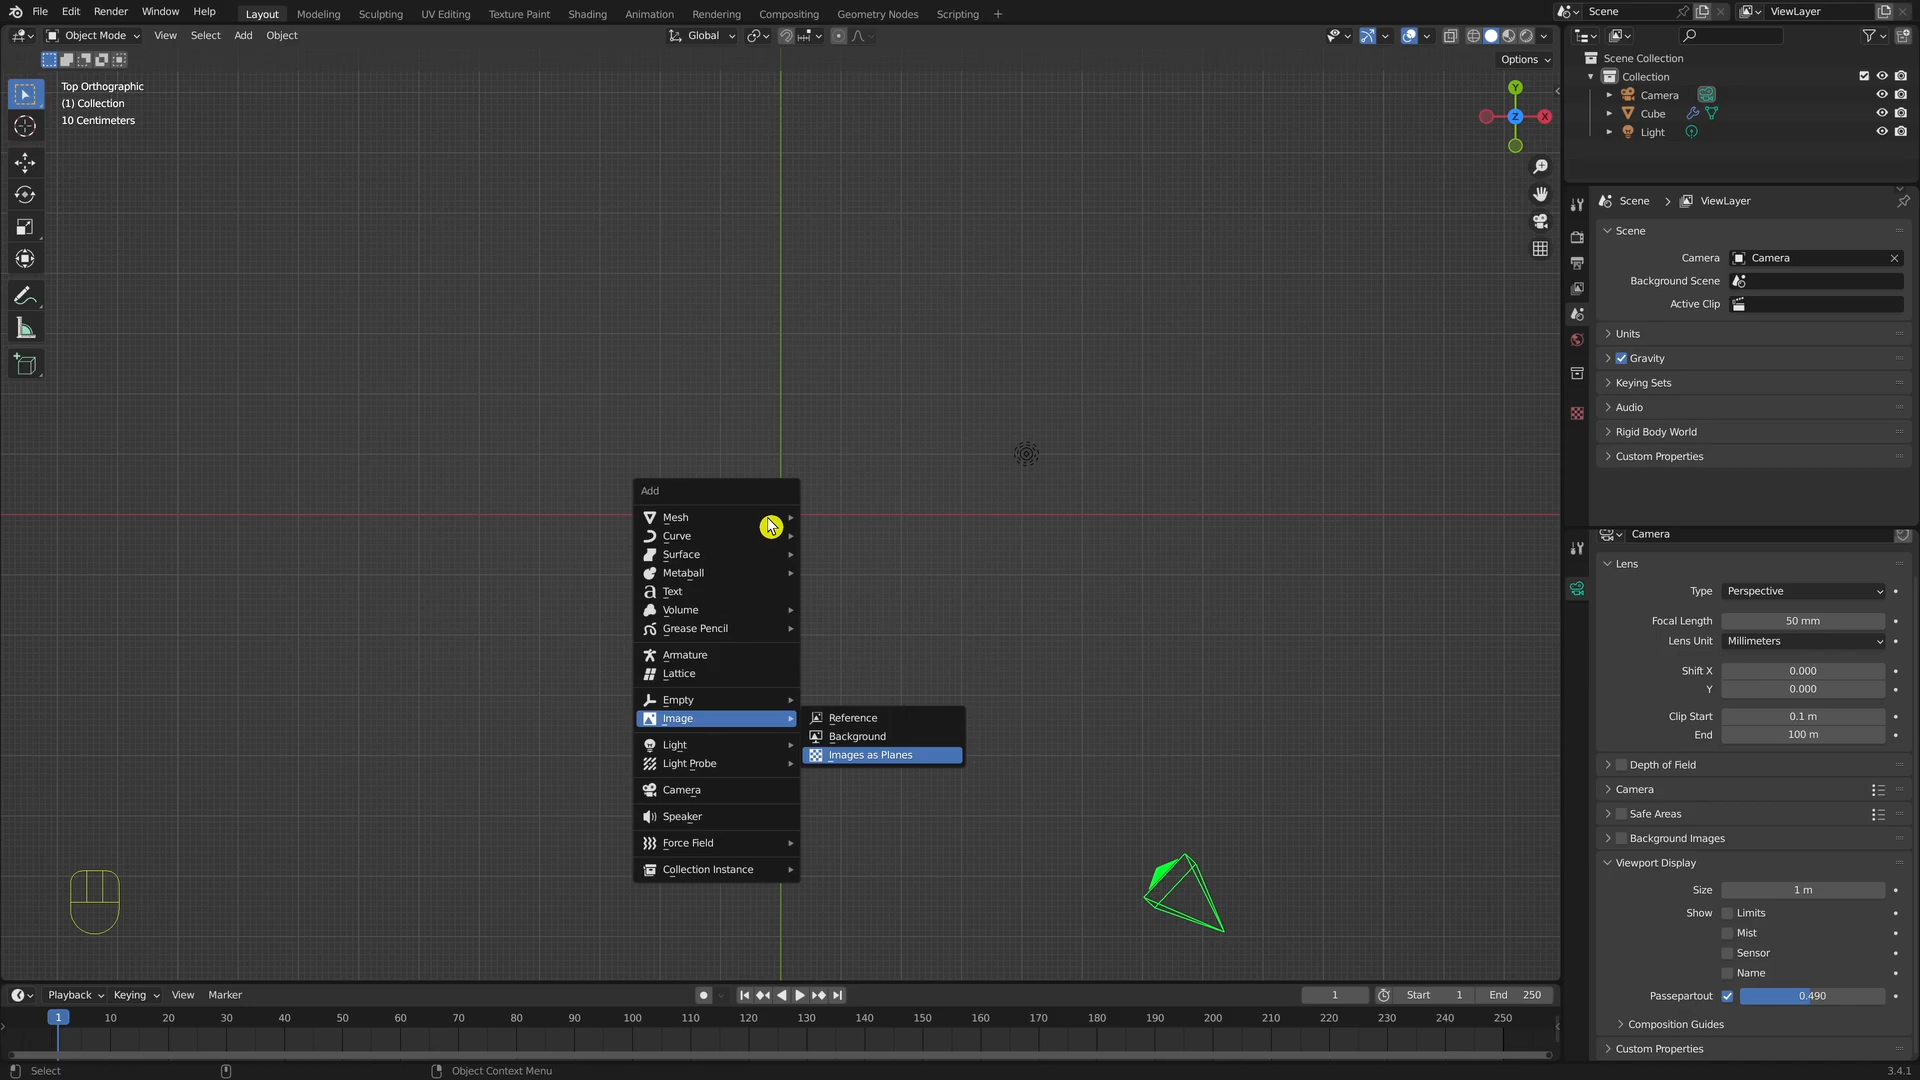 File Edit Render Window Help Layout Modeling Sculpting UV Editing Texture Paint Shading Animation Rendering Compositing Geometry Nodes Scripting + Scene ViewLayer
Object Mode View Select Add Object Global
Options
Top Orthographic
(1) Collection
10 Centimeters
Y
Z X
Scene Collection
Collection
Camera
Cube
Light
Scene > ViewLayer
Scene
Camera Camera
Background Scene
Active Clip
Units
Gravity
Keying Sets
Audio
Rigid Body World
Custom Properties
Add
Mesh
Curve
Surface
Metaball
Text
Volume
Grease Pencil
Armature
Lattice
Empty
Image
Light
Light Probe
Camera
Speaker
Force Field
Collection Instance
Reference
Background
Images as Planes
Camera
Lens
Type Perspective
Focal Length 50 mm
Lens Unit Millimeters
Shift X 0.000
Y 0.000
Clip Start 0.1 m
End 100 m
Depth of Field
Camera
Safe Areas
Background Images
Viewport Display
Size 1 m
Show Limits
Mist
Sensor
Name
Passepartout 0.490
Composition Guides
Custom Properties
Playback Keying View Marker 1 Start 1 End 250
1 10 20 30 40 50 60 70 80 90 100 110 120 130 140 150 160 170 180 190 200 210 220 230 240 250
Select Object Context Menu 3.4.1